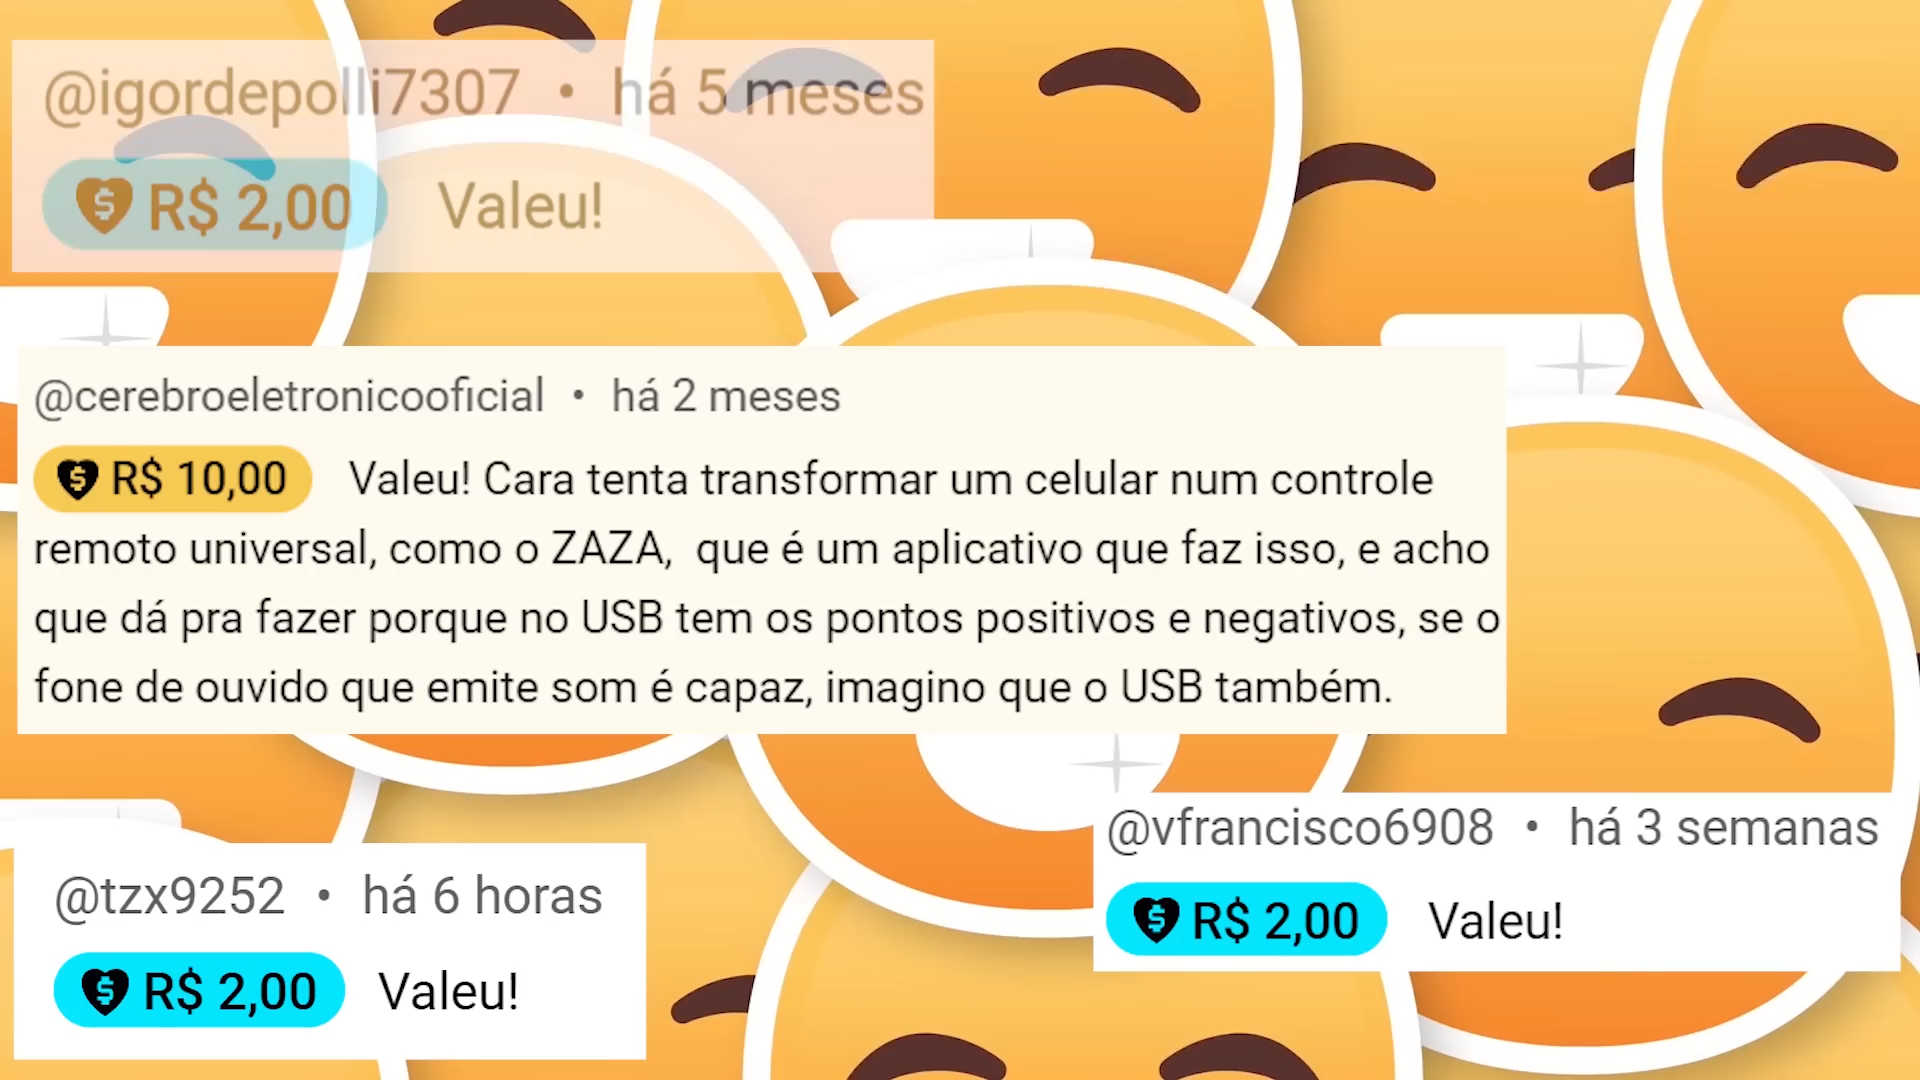 @igordepolli7307 • há 5 meses
R$ 2,00 Valeu!
@cerebroeletronicooficial • há 2 meses
R$ 10,00 Valeu! Cara tenta transformar um celular num controle
remoto universal, como o ZAZA, que é um aplicativo que faz isso, e acho
que dá pra fazer porque no USB tem os pontos positivos e negativos, se o
fone de ouvido que emite som é capaz, imagino que o USB também.
@vfrancisco6908 • há 3 semanas
R$ 2,00 Valeu!
@tzx9252 • há 6 horas
R$ 2,00 Valeu!